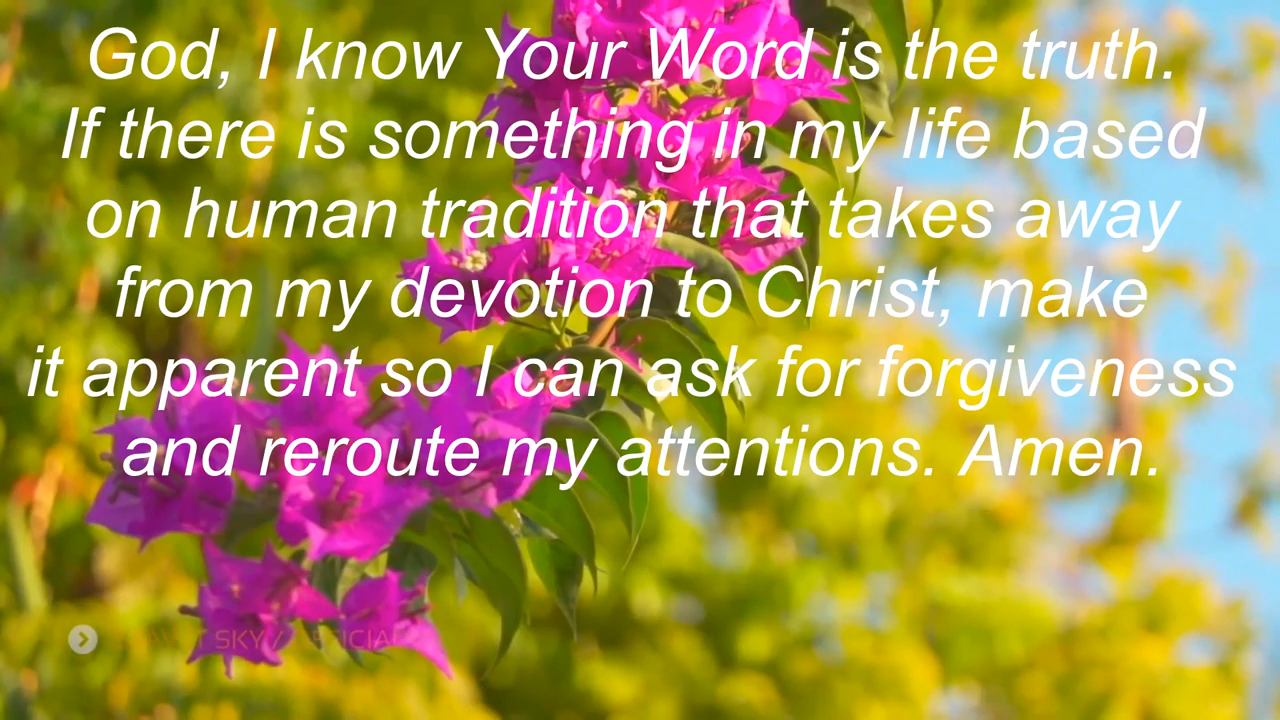 God, I know Your Word is the truth.
If there is something in my life based
on human tradition that takes away
from my devotion to Christ, make
it apparent so I can ask for forgiveness
and reroute my attentions. Amen.
SKY /